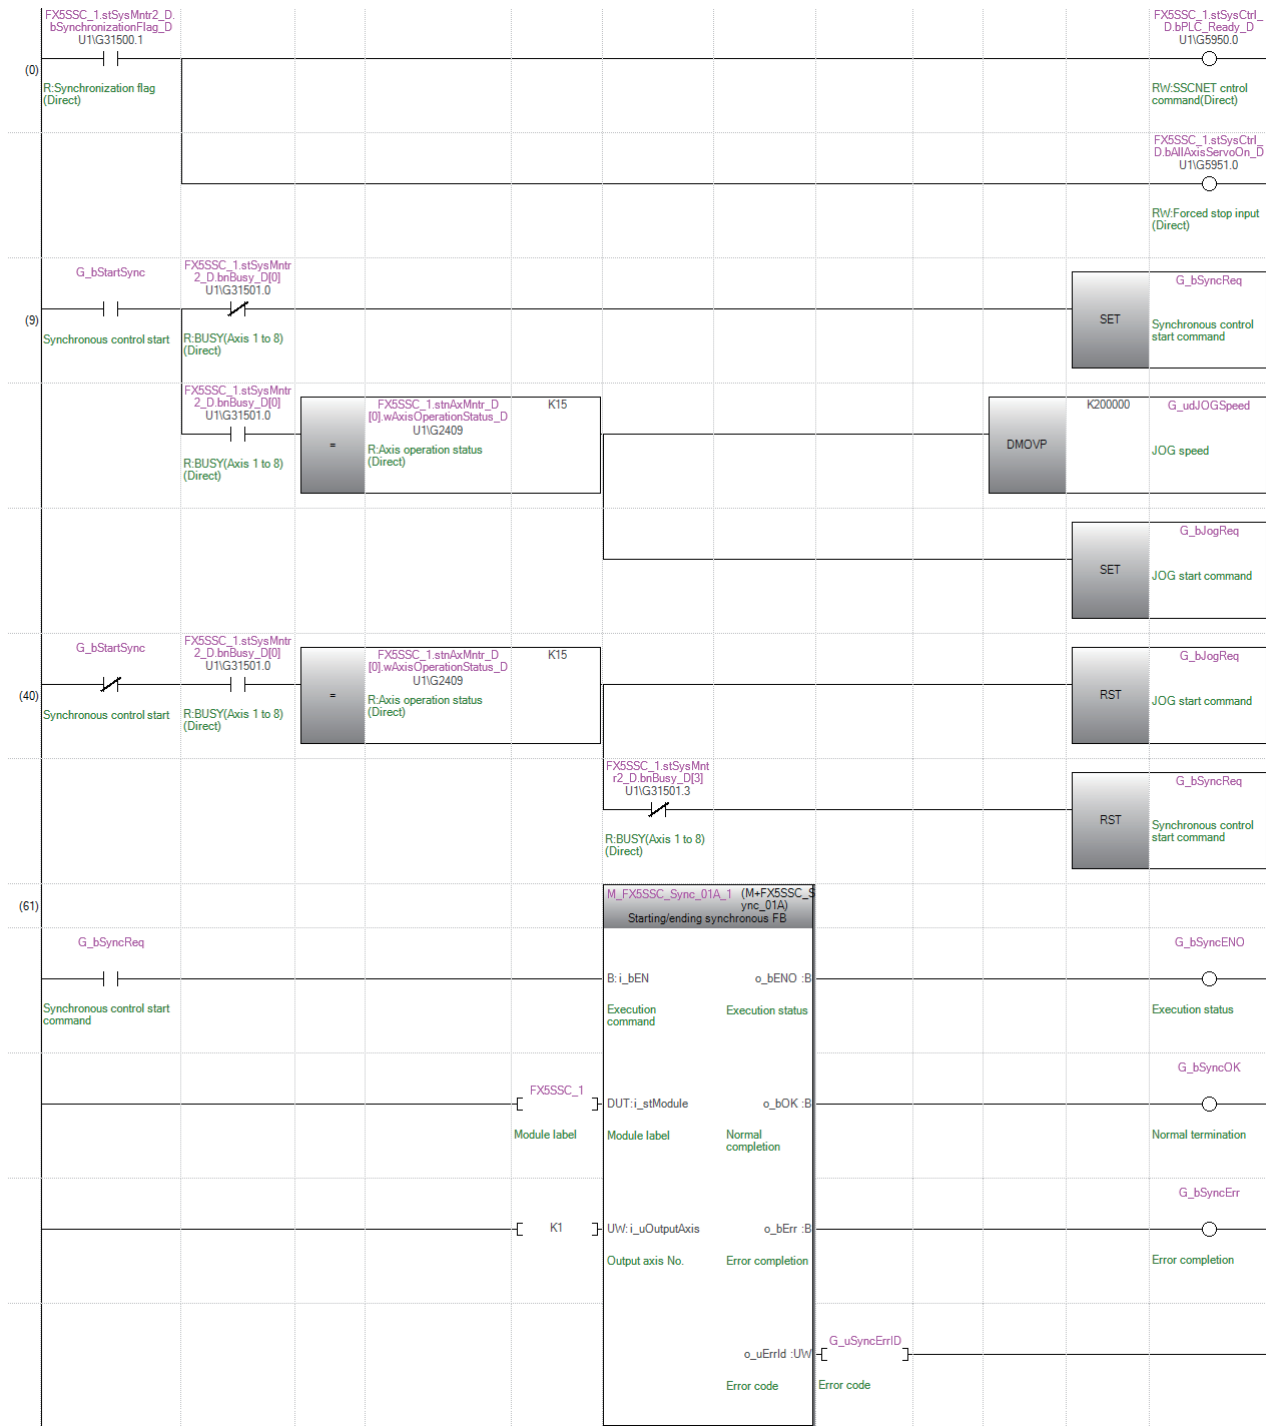 FX5SSC_1.stSysMntr2_D.
bSynchronizationFlag_D
U1\G31500.1
FX5SSC_1.stSysCtrl_
D.bPLC_Ready_D
U1\G5950.0
(0)
R:Synchronization flag
(Direct)
RW:SSCNET cntrol
command(Direct)
FX5SSC_1.stSysCtrl_
D.bAllAxisServoOn_D
U1\G5951.0
RW:Forced stop input
(Direct)
G_bStartSync
FX5SSC_1.stSysMntr
2_D.bnBusy_D[0]
U1\G31501.0
G_bSyncReq
(9)
SET
Synchronous control start
R:BUSY(Axis 1 to 8)
(Direct)
Synchronous control
start command
FX5SSC_1.stSysMntr
2_D.bnBusy_D[0]
U1\G31501.0
FX5SSC_1.stnAxMntr_D
[0].wAxisOperationStatus_D
U1\G2409
K15
K200000
G_udJOGSpeed
=
DMOVP
R:BUSY(Axis 1 to 8)
(Direct)
R:Axis operation status
(Direct)
JOG speed
G_bJogReq
SET
JOG start command
G_bStartSync
FX5SSC_1.stSysMntr
2_D.bnBusy_D[0]
U1\G31501.0
FX5SSC_1.stnAxMntr_D
[0].wAxisOperationStatus_D
U1\G2409
K15
G_bJogReq
(40)
=
RST
Synchronous control start
R:BUSY(Axis 1 to 8)
(Direct)
R:Axis operation status
(Direct)
JOG start command
FX5SSC_1.stSysMnt
r2_D.bnBusy_D[3]
U1\G31501.3
G_bSyncReq
RST
R:BUSY(Axis 1 to 8)
(Direct)
Synchronous control
start command
(61)
M_FX5SSC_Sync_01A_1 (M+FX5SSC_S
ync_01A)
Starting/ending synchronous FB
G_bSyncReq
G_bSyncENO
B:i_bEN
o_bENO :B
Synchronous control start
command
Execution
command
Execution status
Execution status
FX5SSC_1
G_bSyncOK
DUT:i_stModule
o_bOK :B
Module label
Module label
Normal
completion
Normal termination
G_bSyncErr
K1
UW:i_uOutputAxis
o_bErr :B
Output axis No.
Error completion
Error completion
G_uSyncErrID
o_uErrId :UW
Error code
Error code